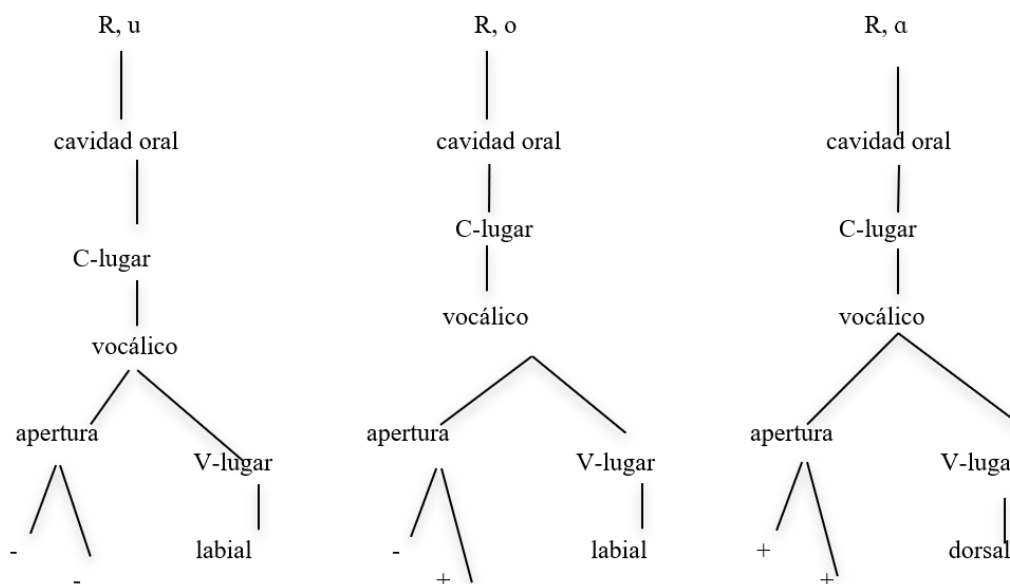 R, u R, o R, ɑ
cavidad oral cavidad oral cavidad oral
C-lugar C-lugar
C-lugar
vocálico vocálico
vocálico
apertura apertura apertura
V-lugar V-lugar V-luga
- labial - labial + dorsal
- + +